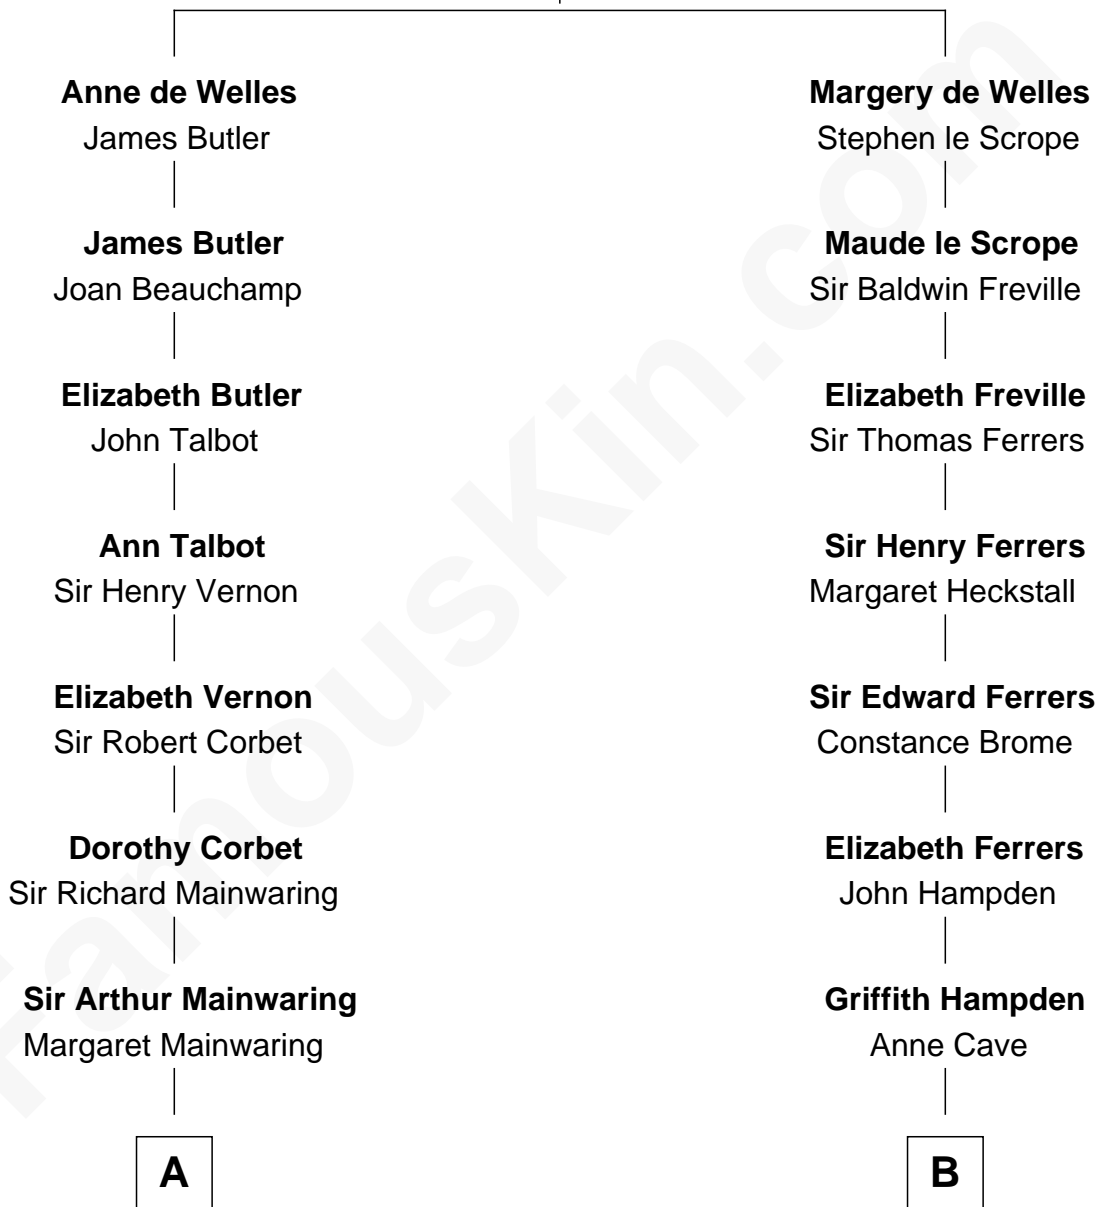 Anne de Welles
James Butler
James Butler
Joan Beauchamp
Elizabeth Butler
John Talbot
Ann Talbot
Sir Henry Vernon
Elizabeth Vernon
Sir Robert Corbet
Dorothy Corbet
Sir Richard Mainwaring
Sir Arthur Mainwaring
Margaret Mainwaring
A
Margery de Welles
Stephen le Scrope
Maude le Scrope
Sir Baldwin Freville
Elizabeth Freville
Sir Thomas Ferrers
Sir Henry Ferrers
Margaret Heckstall
Sir Edward Ferrers
Constance Brome
Elizabeth Ferrers
John Hampden
Griffith Hampden
Anne Cave
B
FamousKin.com